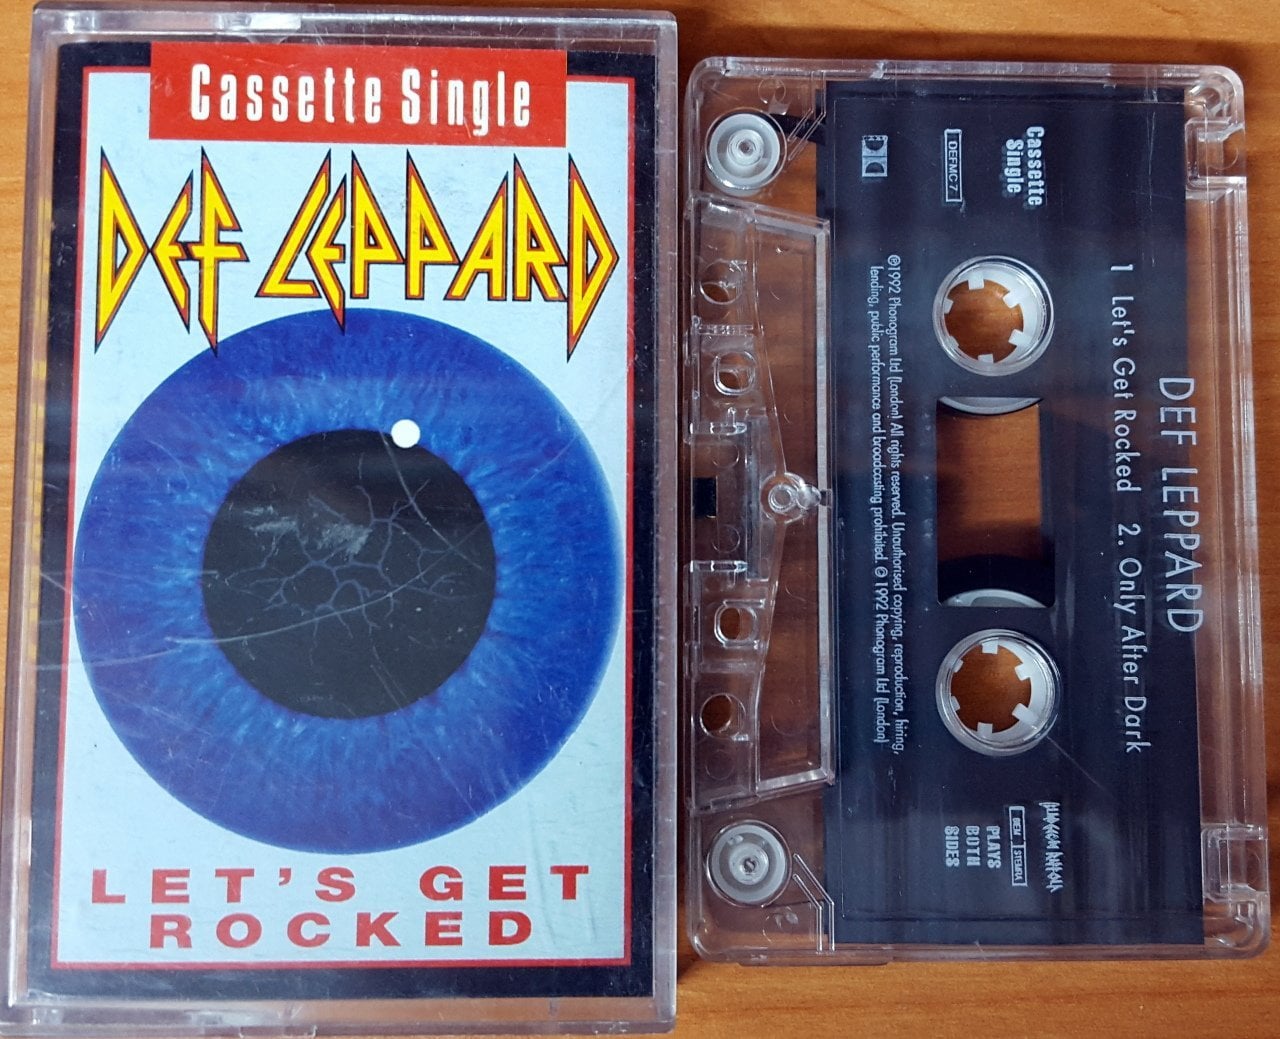 Cassette Single
DEF LEPPARD
LET'S GET
ROCKED
DEF LEPPARD
1 Let's Get Rocked 2. Only After Dark
Cassette
Single
DEFMC 7
℗1992 Phonogram Ltd (London) All rights reserved. Unauthorised copying, reproduction, hiring,
lending, public performance and broadcasting prohibited. © 1992 Phonogram Ltd (London)
BIEM STEMRA
PLAYS
BOTH
SIDES